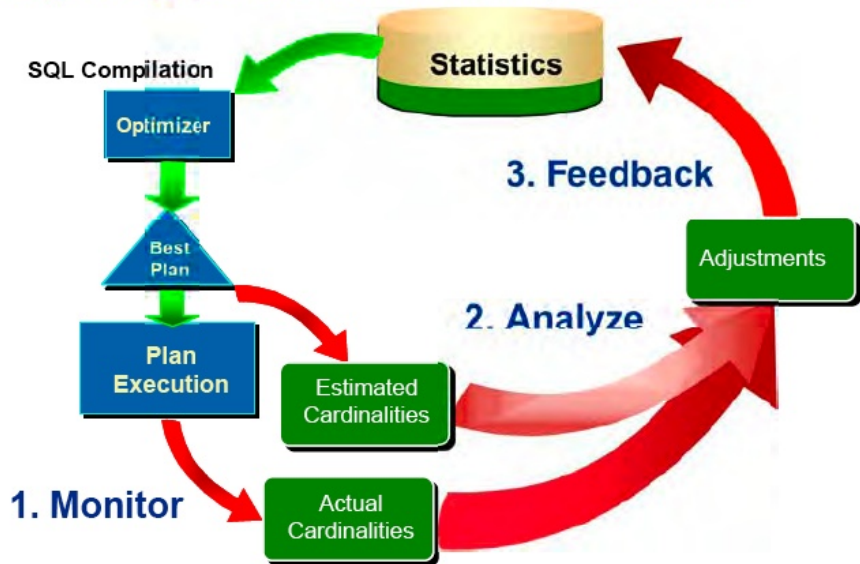 SQL Compilation
Statistics
Optimizer
3. Feedback
Best
Plan
Adjustments
2. Analyze
Plan
Execution
Estimated
Cardinalities
1. Monitor
Actual
Cardinalities